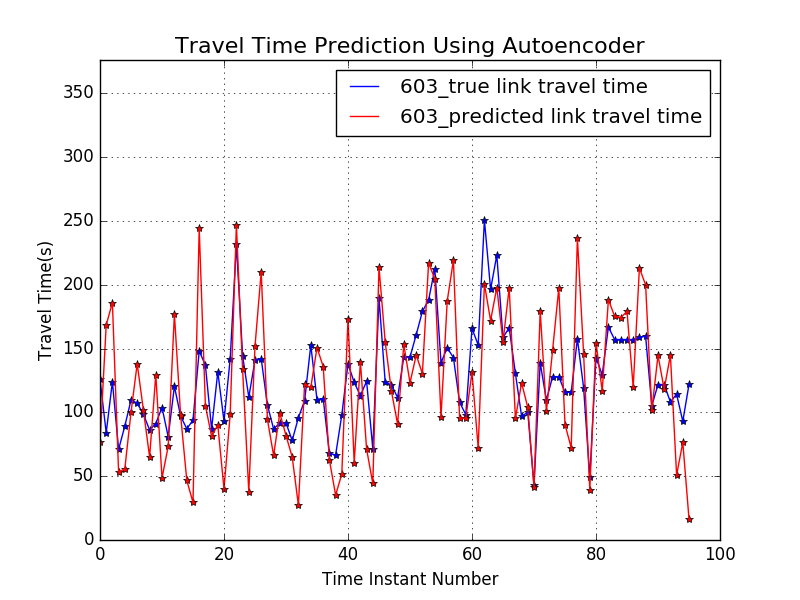 Travel Time Prediction Using Autoencoder
603_true link travel time
603_predicted link travel time
Travel Time(s)
350
300
250
200
150
100
50
0
0 20 40 60 80 100
Time Instant Number